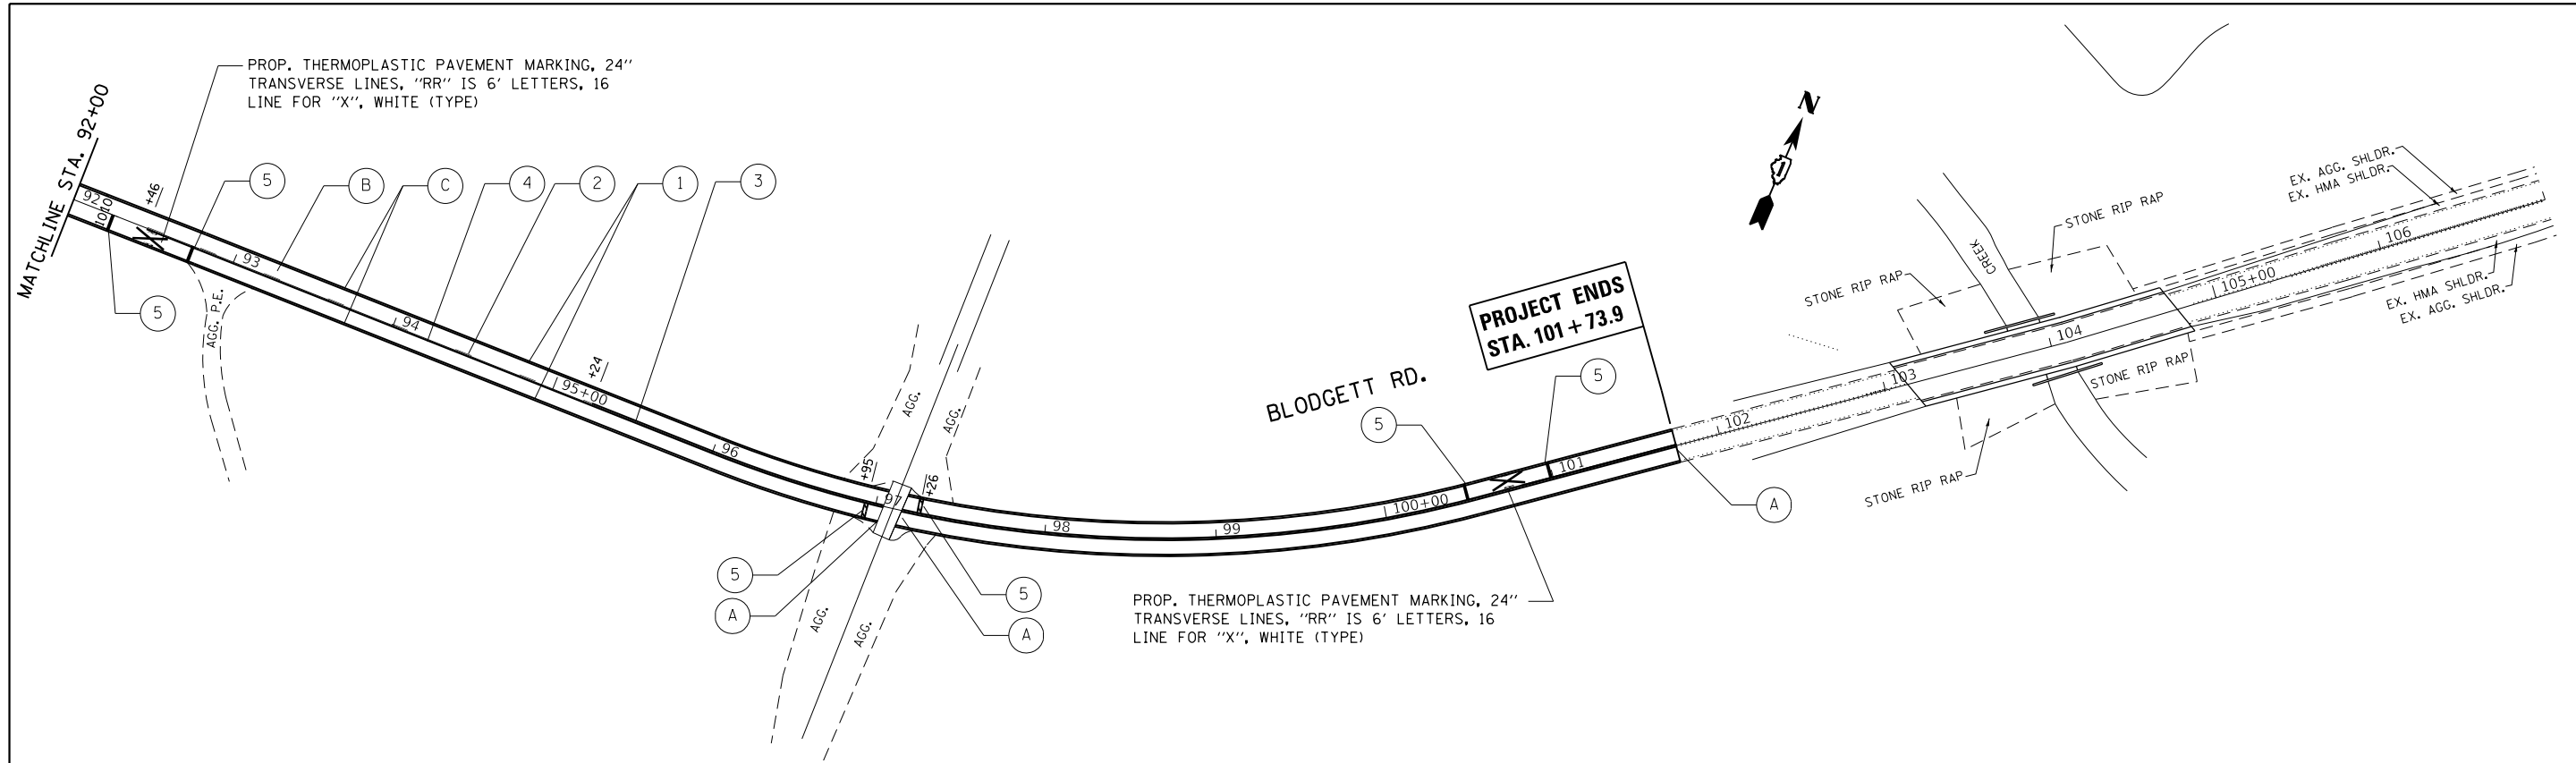 PROP. THERMOPLASTIC PAVEMENT MARKING, 24"
TRANSVERSE LINES, "RR" IS 6' LETTERS, 16
LINE FOR "X", WHITE (TYPE)
MATCHLINE STA. 92+00
92
1010
+46
5
5
B
C
4
2
1
3
93
94
+24
95+00
96
AGG. P.E.
+95
97
+26
AGG.
AGG.
AGG.
AGG.
5
A
5
A
98
99
100+00
101
BLODGETT RD.
PROJECT ENDS
STA. 101+73.9
5
5
A
PROP. THERMOPLASTIC PAVEMENT MARKING, 24"
TRANSVERSE LINES, "RR" IS 6' LETTERS, 16
LINE FOR "X", WHITE (TYPE)
N
102
103
104
105+00
106
CREEK
STONE RIP RAP
STONE RIP RAP
STONE RIP RAP
STONE RIP RAP
EX. AGG. SHLDR.
EX. HMA SHLDR.
EX. HMA SHLDR.
EX. AGG. SHLDR.